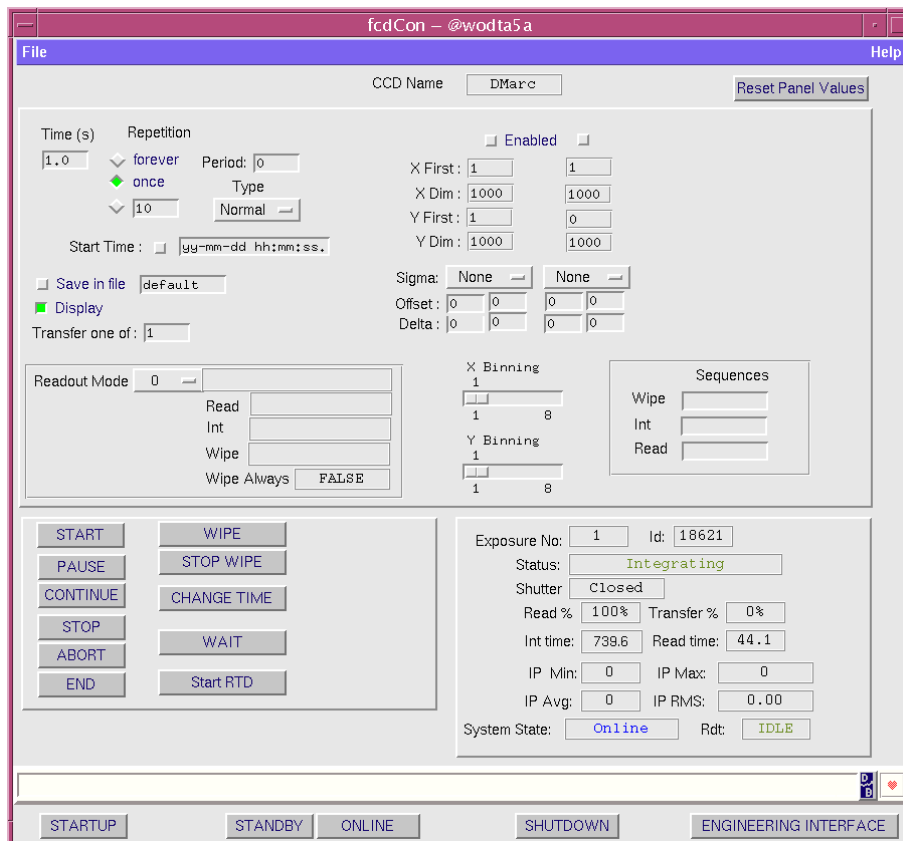 fcdCon – @wodta5a
File Help
CCD Name DMarc Reset Panel Values
Time (s) Repetition
1.0 forever Period: 0
once Type
10 Normal
Start Time : yy-mm-dd hh:mm:ss.
Save in file default
Display
Transfer one of : 1
Enabled
X First : 1 1
X Dim : 1000 1000
Y First : 1 0
Y Dim : 1000 1000
Sigma: None None
Offset : 0 0 0 0
Delta : 0 0 0 0
Readout Mode 0
Read
Int
Wipe
Wipe Always FALSE
X Binning
1
1 8
Y Binning
1
1 8
Sequences
Wipe
Int
Read
START WIPE
PAUSE STOP WIPE
CONTINUE CHANGE TIME
STOP
WAIT
ABORT
END Start RTD
Exposure No: 1 Id: 18621
Status: Integrating
Shutter Closed
Read % 100% Transfer % 0%
Int time: 739.6 Read time: 44.1
IP Min: 0 IP Max: 0
IP Avg: 0 IP RMS: 0.00
System State: Online Rdt: IDLE
D/B
STARTUP STANDBY ONLINE SHUTDOWN ENGINEERING INTERFACE